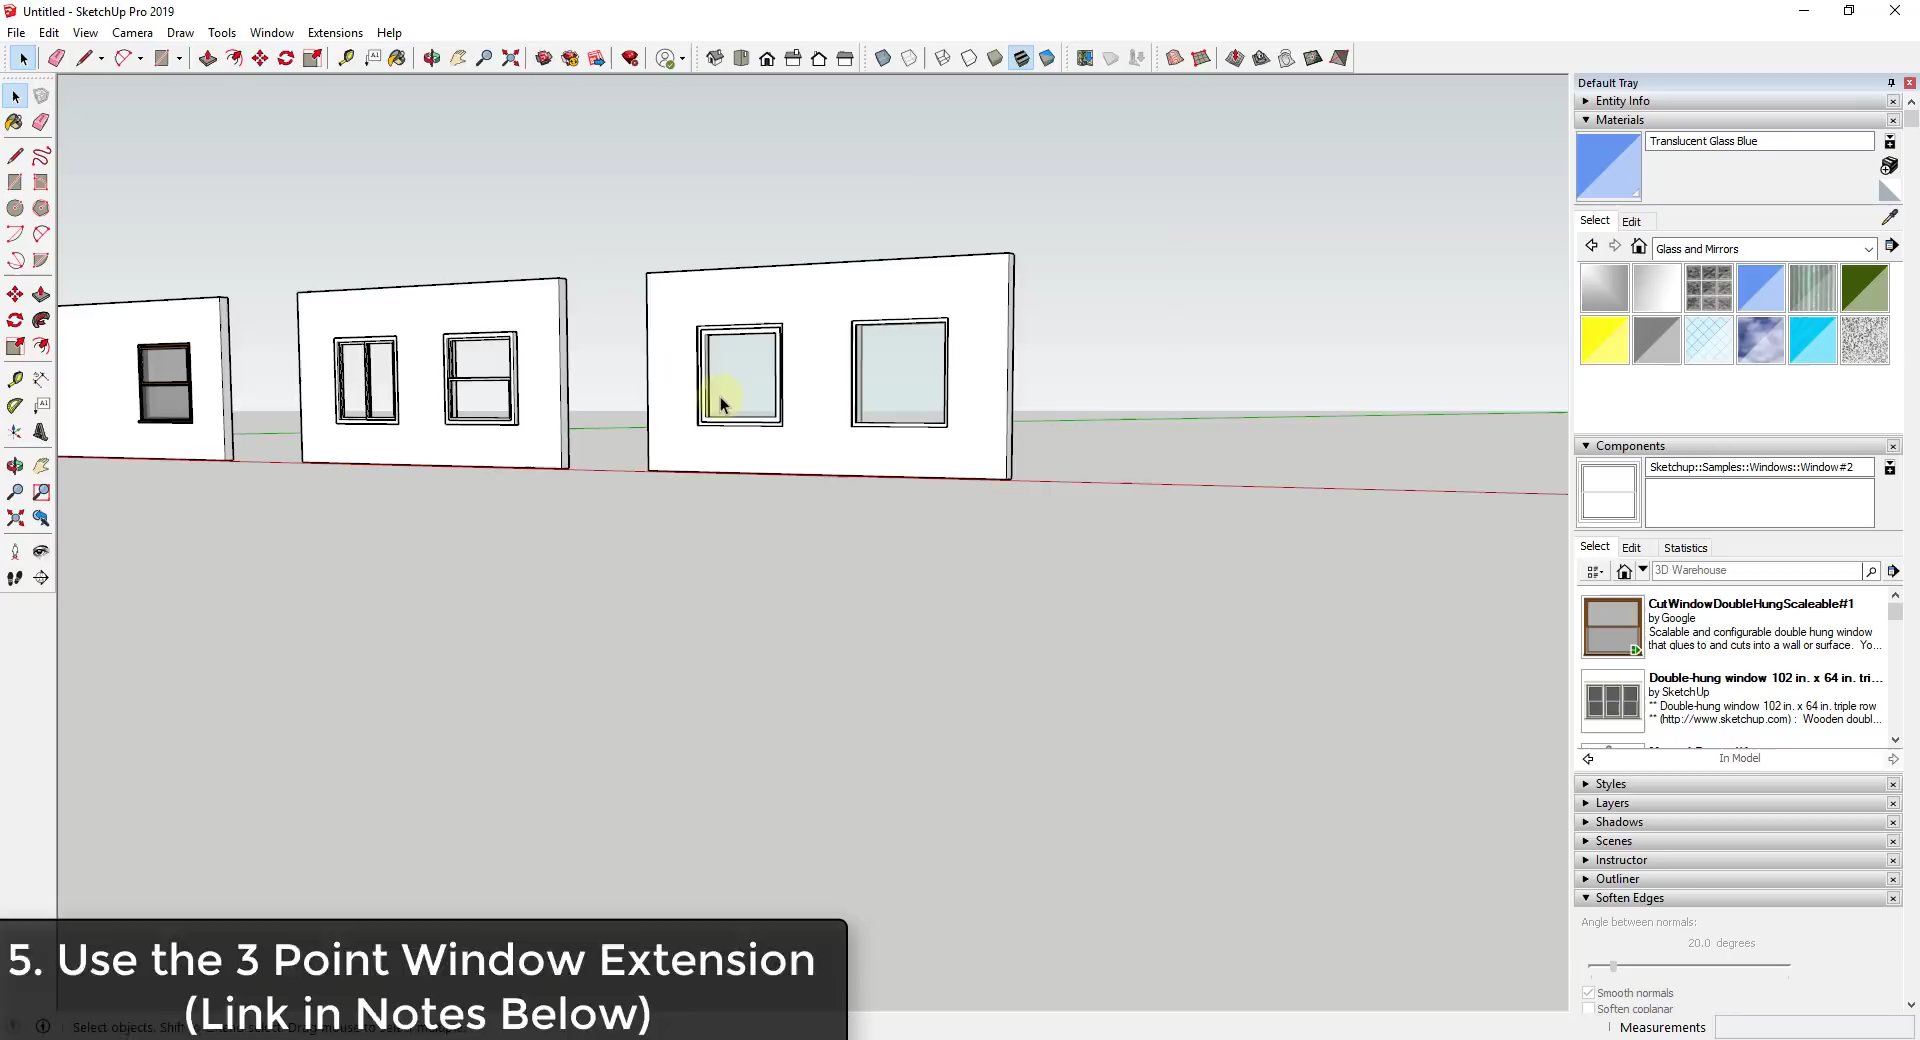 Untitled - SketchUp Pro 2019
File Edit View Camera Draw Tools Window Extensions Help
Default Tray
Entity Info
Materials
Translucent Glass Blue
Select Edit
Glass and Mirrors
Components
Sketchup::Samples::Windows::Window#2
Select Edit Statistics
3D Warehouse
CutWindowDoubleHungScaleable#1
by Google
Scalable and configurable double hung window
that glues to and cuts into a wall or surface. Yo...
Double-hung window 102 in. x 64 in. tri...
by SketchUp
** Double-hung window 102 in. x 64 in. triple row
** (http://www.sketchup.com) : Wooden doubl...
In Model
Styles
Layers
Shadows
Scenes
Instructor
Outliner
Soften Edges
Angle between normals:
20.0 degrees
Smooth normals
Soften coplanar
Measurements
5. Use the 3 Point Window Extension
(Link in Notes Below)